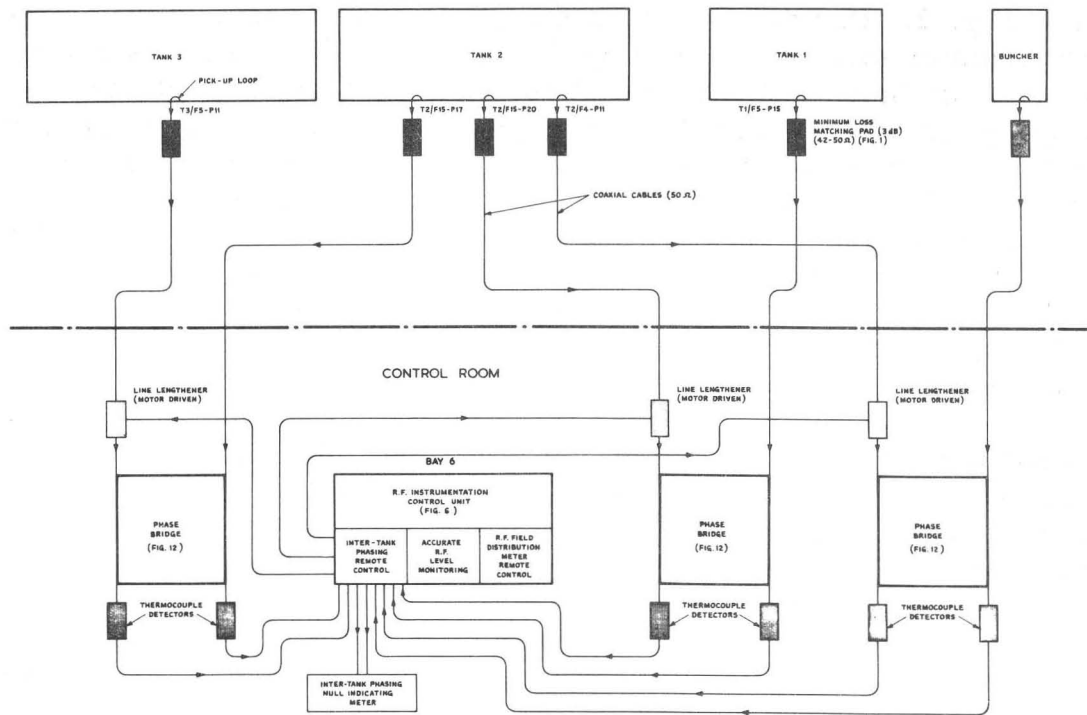 TANK 3
TANK 2
TANK 1
BUNCHER
PICK-UP LOOP
T3/F5-P11
T2/F15-P17
T2/F15-P20
T2/F4-P11
T1/F5-P15
MINIMUM LOSS
MATCHING PAD (3dB)
(42-50Ω) (FIG. 1)
COAXIAL CABLES (50Ω)
CONTROL ROOM
LINE LENGTHENER
(MOTOR DRIVEN)
LINE LENGTHENER
(MOTOR DRIVEN)
LINE LENGTHENER
(MOTOR DRIVEN)
BAY 6
R.F. INSTRUMENTATION
CONTROL UNIT
(FIG. 6)
INTER-TANK
PHASING
REMOTE
CONTROL
ACCURATE
R.F.
LEVEL
MONITORING
R.F. FIELD
DISTRIBUTION
METER
REMOTE
CONTROL
PHASE
BRIDGE
(FIG. 12)
PHASE
BRIDGE
(FIG. 12)
PHASE
BRIDGE
(FIG. 12)
THERMOCOUPLE
DETECTORS
THERMOCOUPLE
DETECTORS
THERMOCOUPLE
DETECTORS
INTER-TANK PHASING
NULL INDICATING
METER